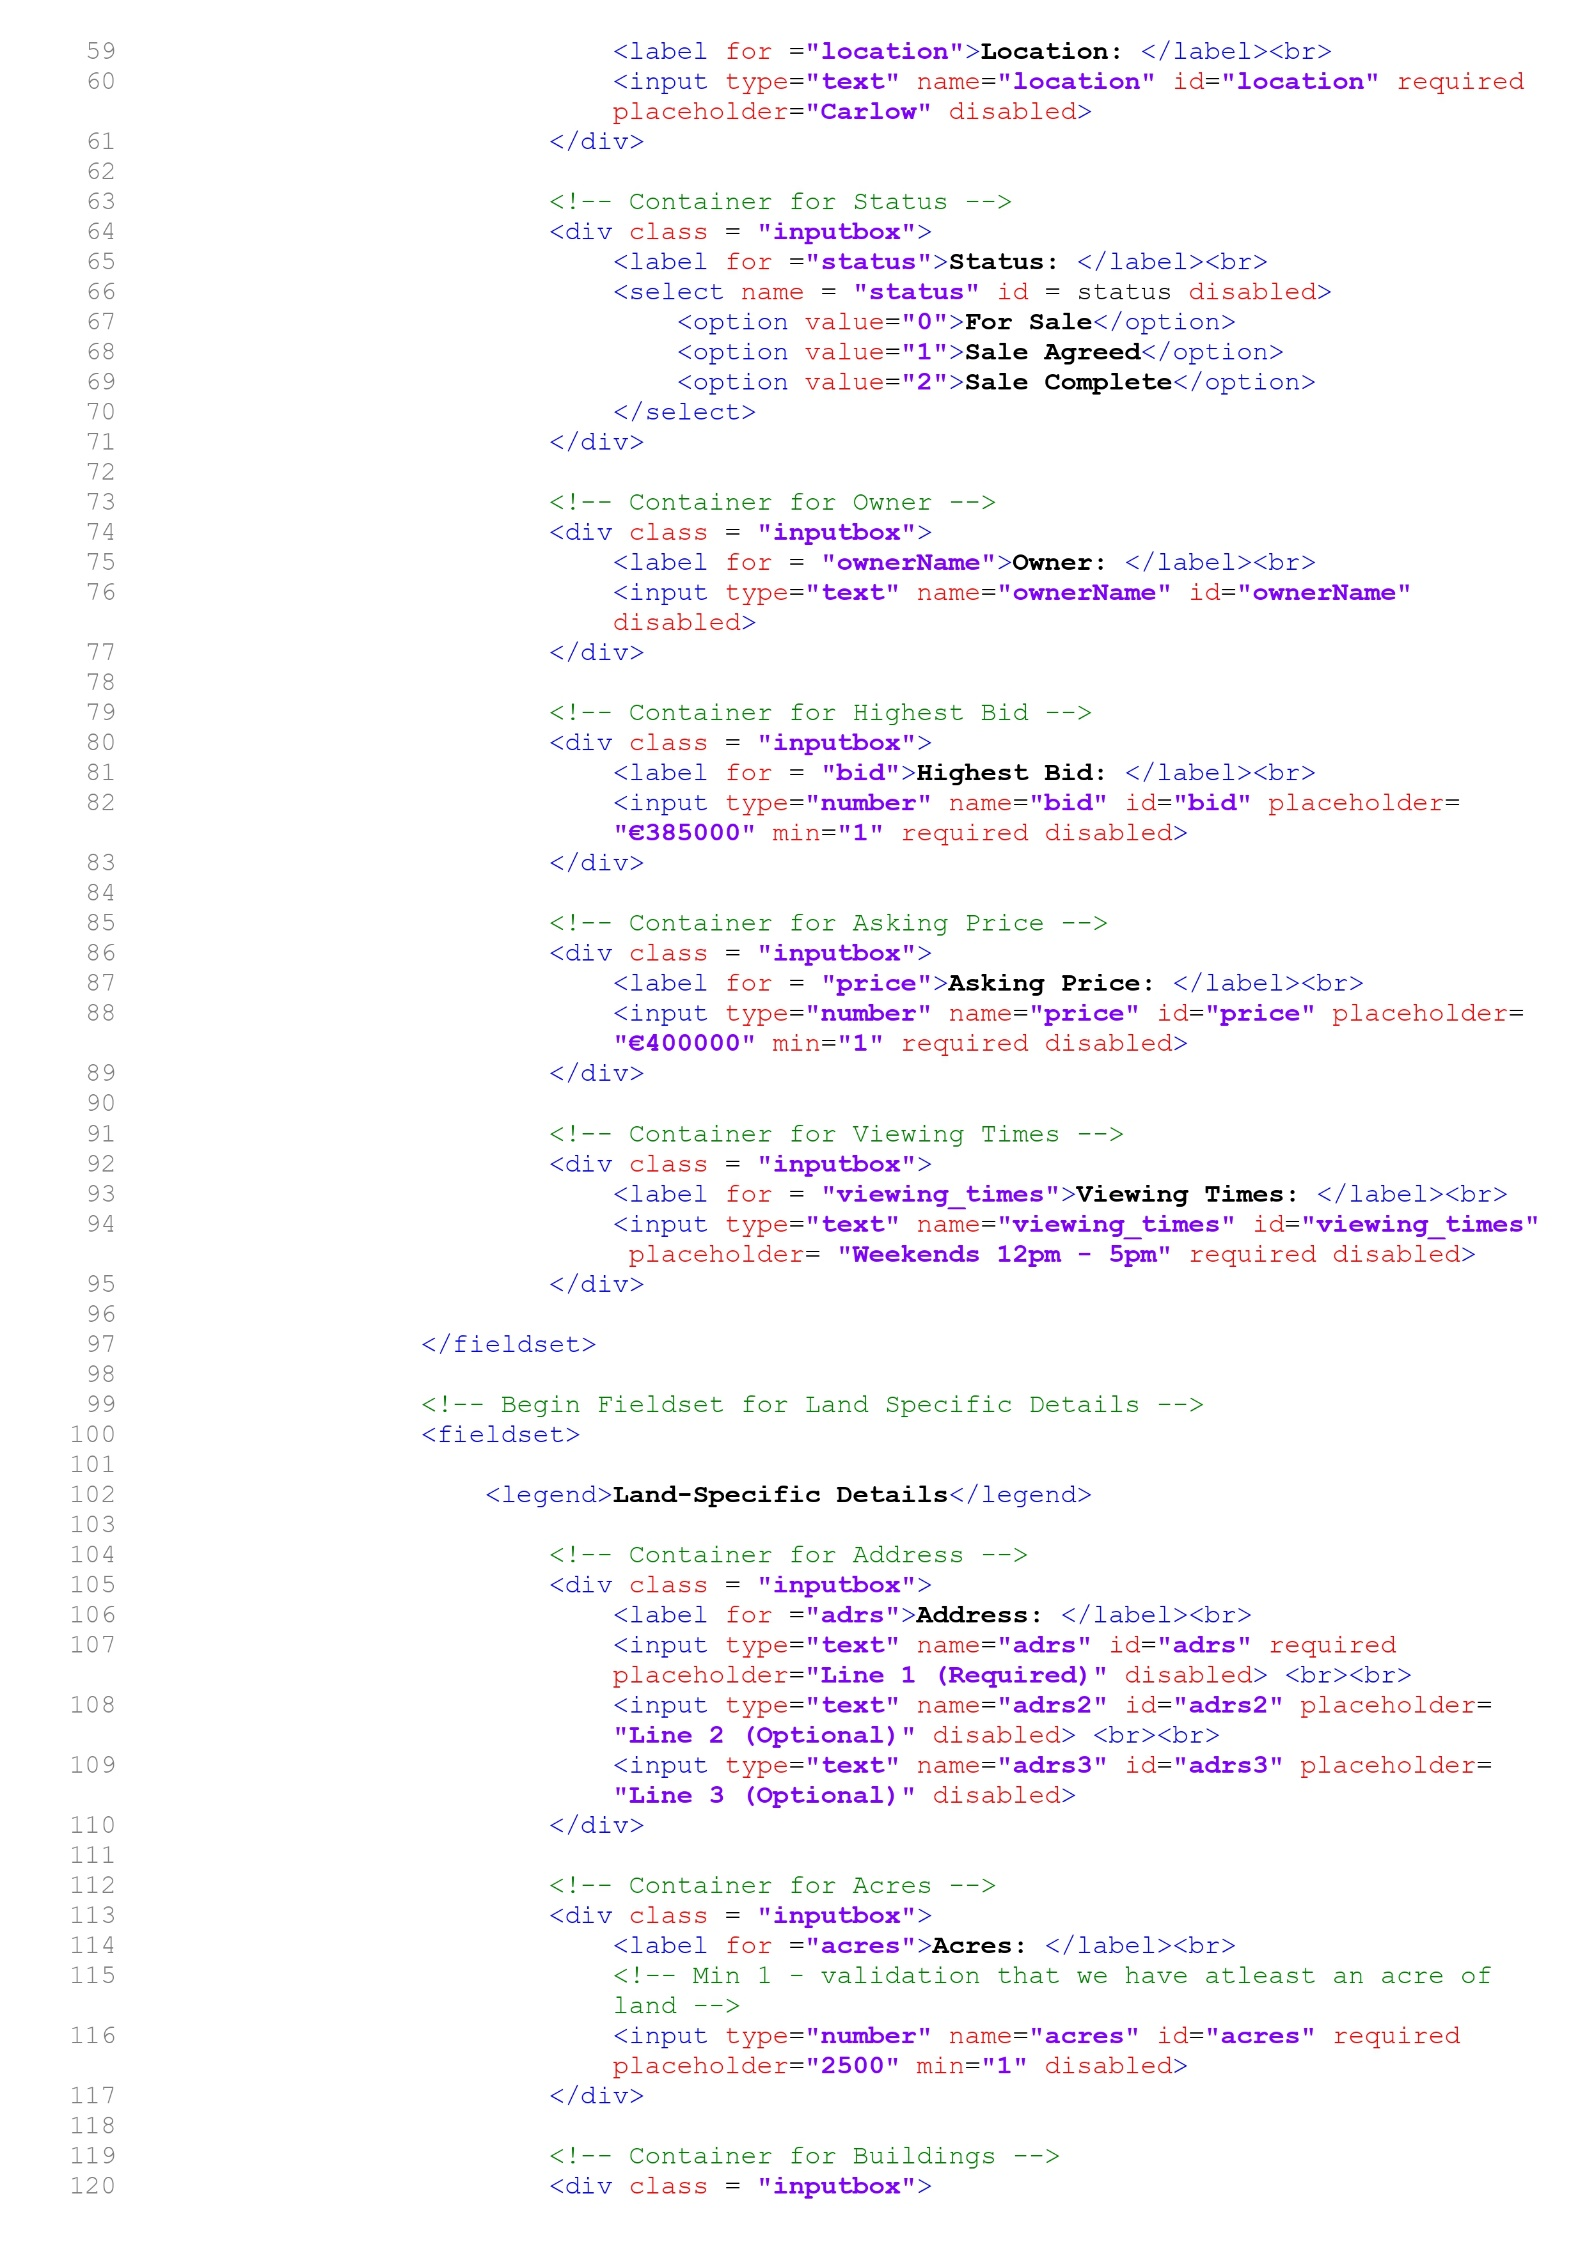 59 <label for ="location">Location: </label><br>
60 <input type="text" name="location" id="location" required
placeholder="Carlow" disabled>
61 </div>
62
63 <!-- Container for Status -->
64 <div class = "inputbox">
65 <label for ="status">Status: </label><br>
66 <select name = "status" id = status disabled>
67 <option value="0">For Sale</option>
68 <option value="1">Sale Agreed</option>
69 <option value="2">Sale Complete</option>
70 </select>
71 </div>
72
73 <!-- Container for Owner -->
74 <div class = "inputbox">
75 <label for = "ownerName">Owner: </label><br>
76 <input type="text" name="ownerName" id="ownerName"
disabled>
77 </div>
78
79 <!-- Container for Highest Bid -->
80 <div class = "inputbox">
81 <label for = "bid">Highest Bid: </label><br>
82 <input type="number" name="bid" id="bid" placeholder=
"€385000" min="1" required disabled>
83 </div>
84
85 <!-- Container for Asking Price -->
86 <div class = "inputbox">
87 <label for = "price">Asking Price: </label><br>
88 <input type="number" name="price" id="price" placeholder=
"€400000" min="1" required disabled>
89 </div>
90
91 <!-- Container for Viewing Times -->
92 <div class = "inputbox">
93 <label for = "viewing_times">Viewing Times: </label><br>
94 <input type="text" name="viewing_times" id="viewing_times"
placeholder= "Weekends 12pm - 5pm" required disabled>
95 </div>
96
97 </fieldset>
98
99 <!-- Begin Fieldset for Land Specific Details -->
100 <fieldset>
101
102 <legend>Land-Specific Details</legend>
103
104 <!-- Container for Address -->
105 <div class = "inputbox">
106 <label for ="adrs">Address: </label><br>
107 <input type="text" name="adrs" id="adrs" required
placeholder="Line 1 (Required)" disabled> <br><br>
108 <input type="text" name="adrs2" id="adrs2" placeholder=
"Line 2 (Optional)" disabled> <br><br>
109 <input type="text" name="adrs3" id="adrs3" placeholder=
"Line 3 (Optional)" disabled>
110 </div>
111
112 <!-- Container for Acres -->
113 <div class = "inputbox">
114 <label for ="acres">Acres: </label><br>
115 <!-- Min 1 - validation that we have atleast an acre of
land -->
116 <input type="number" name="acres" id="acres" required
placeholder="2500" min="1" disabled>
117 </div>
118
119 <!-- Container for Buildings -->
120 <div class = "inputbox">